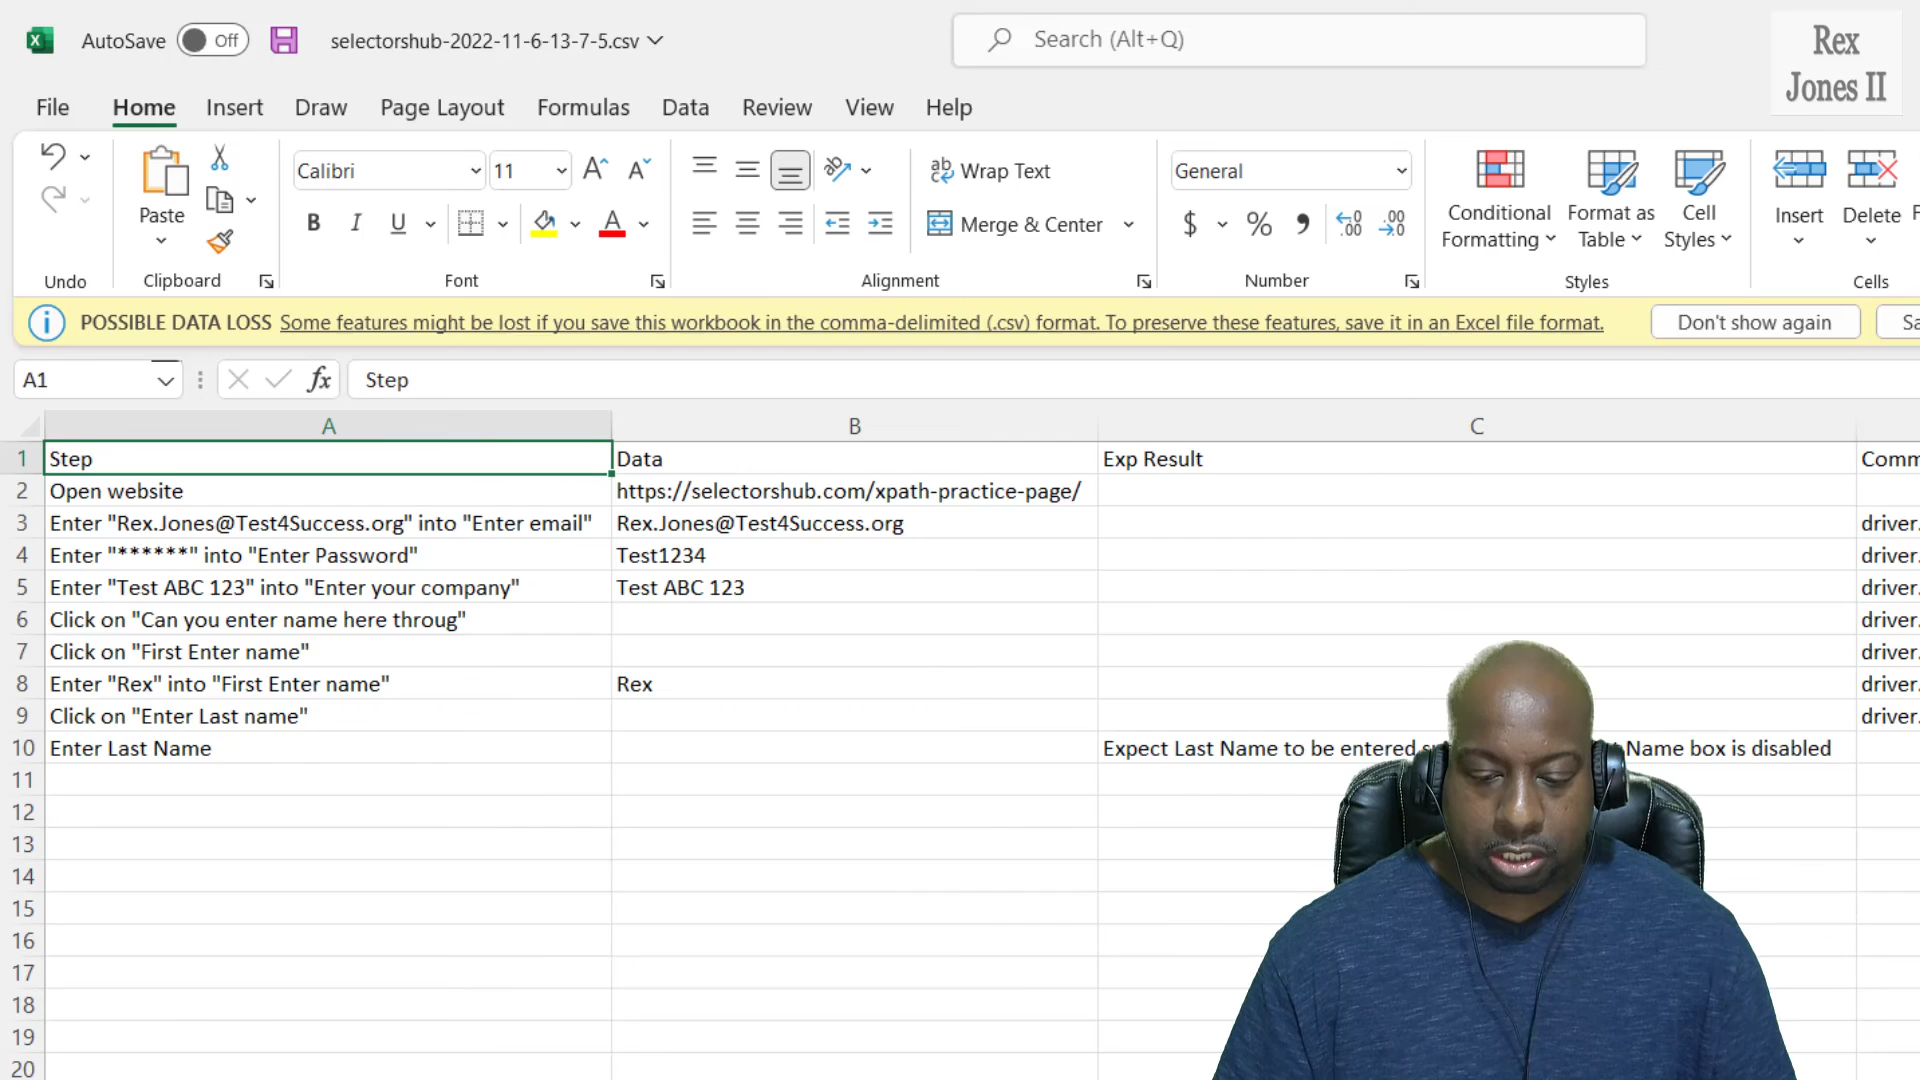 AutoSave Off selectorshub-2022-11-6-13-7-5.csv Search (Alt+Q)
Rex
Jones II
File Home Insert Draw Page Layout Formulas Data Review View Help
Calibri 11 Wrap Text General
Paste Merge & Center
Conditional Formatting
Format as Table
Cell Styles
Insert Delete
Undo Clipboard Font Alignment Number Styles Cells
POSSIBLE DATA LOSS Some features might be lost if you save this workbook in the comma-delimited (.csv) format. To preserve these features, save it in an Excel file format. Don't show again Sa
A1 fx Step
A B C
1 Step Data Exp Result Comm
2 Open website https://selectorshub.com/xpath-practice-page/
3 Enter "Rex.Jones@Test4Success.org" into "Enter email" Rex.Jones@Test4Success.org driver.
4 Enter "******" into "Enter Password" Test1234 driver.
5 Enter "Test ABC 123" into "Enter your company" Test ABC 123 driver.
6 Click on "Can you enter name here throug" driver.
7 Click on "First Enter name" driver.
8 Enter "Rex" into "First Enter name" Rex driver.
9 Click on "Enter Last name" driver.
10 Enter Last Name Expect Last Name to be entered Name box is disabled
11
12
13
14
15
16
17
18
19
20